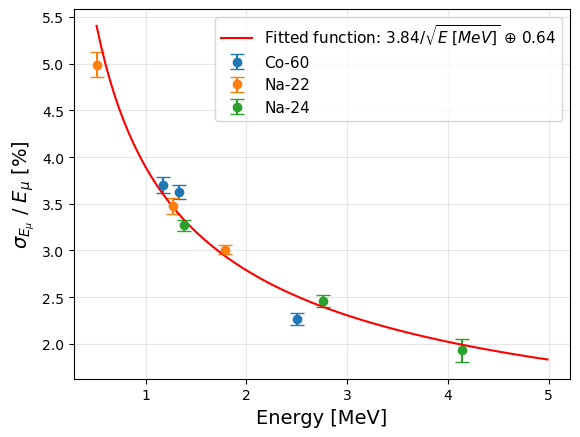 Fitted function: 3.84/√E [MeV] ⊕ 0.64
Co-60
Na-22
Na-24
σ_{E_μ} / E_μ [%]
5.5
5.0
4.5
4.0
3.5
3.0
2.5
2.0
1 2 3 4 5
Energy [MeV]